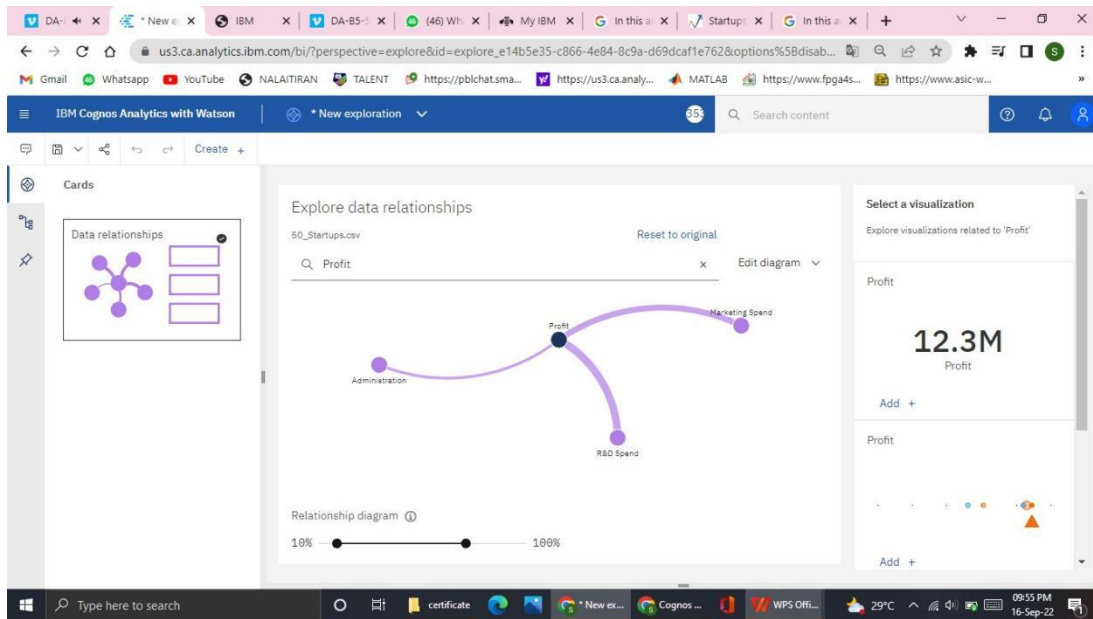 DA-
* New e
IBM
DA-B5-5
(46) Wh
My IBM
In this a
Startups
In this a
us3.ca.analytics.ibm.com/bi/?perspective=explore&id=explore_e14b5e35-c866-4e84-8c9a-d69dcaf1e762&options%5Bdisab...
S
Gmail
Whatsapp
YouTube
NALAITIRAN
TALENT
https://pblchat.sma...
https://us3.ca.analy...
MATLAB
https://www.fpga4s...
https://www.asic-w...
»
IBM Cognos Analytics with Watson
* New exploration
353
Search content
Create +
Cards
Data relationships
Explore data relationships
50_Startups.csv
Reset to original
Profit
Edit diagram
Profit
Marketing Spend
Administration
R&D Spend
Relationship diagram
10%
100%
Select a visualization
Explore visualizations related to 'Profit'
Profit
12.3M
Profit
Add +
Profit
Add +
Type here to search
certificate
* New ex...
Cognos ...
WPS Offi...
29°C
09:55 PM
16-Sep-22